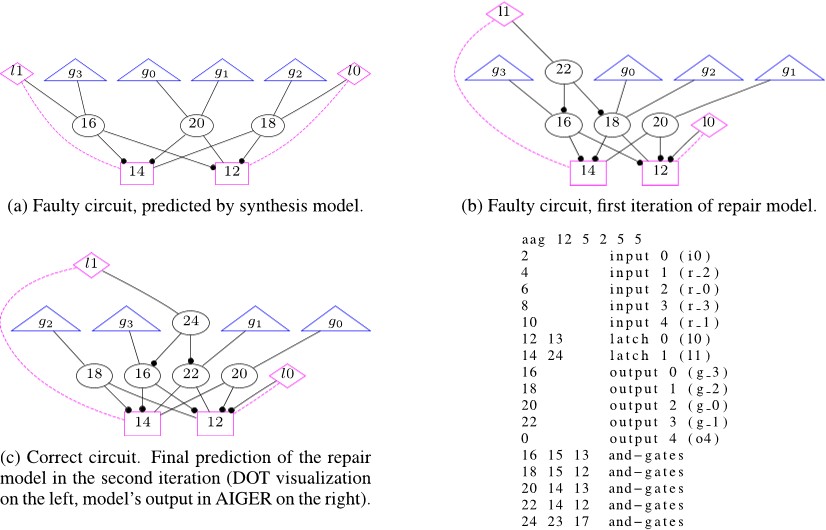 l1 g3 g0 g1 g2 l0
16 20 18
14 12
(a) Faulty circuit, predicted by synthesis model.
l1
g3 22 g0 g2 g1
16 18 20 l0
14 12
(b) Faulty circuit, first iteration of repair model.
l1
g2 g3 24 g1 g0
18 16 22 20 l0
14 12
(c) Correct circuit. Final prediction of the repair
model in the second iteration (DOT visualization
on the left, model's output in AIGER on the right).
aag 12 5 2 5 5
2 input 0 (i0)
4 input 1 (r_2)
6 input 2 (r_0)
8 input 3 (r_3)
10 input 4 (r_1)
12 13 latch 0 (l0)
14 24 latch 1 (l1)
16 output 0 (g_3)
18 output 1 (g_2)
20 output 2 (g_0)
22 output 3 (g_1)
0 output 4 (o4)
16 15 13 and-gates
18 15 12 and-gates
20 14 13 and-gates
22 14 12 and-gates
24 23 17 and-gates